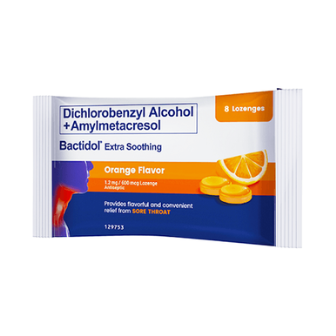 8 Lozenges
Dichlorobenzyl Alcohol
+Amylmetacresol
Bactidol® Extra Soothing
Orange Flavor
1.2 mg / 600 mcg Lozenge
Antiseptic
Provides flavorful and convenient
relief from SORE THROAT
129753